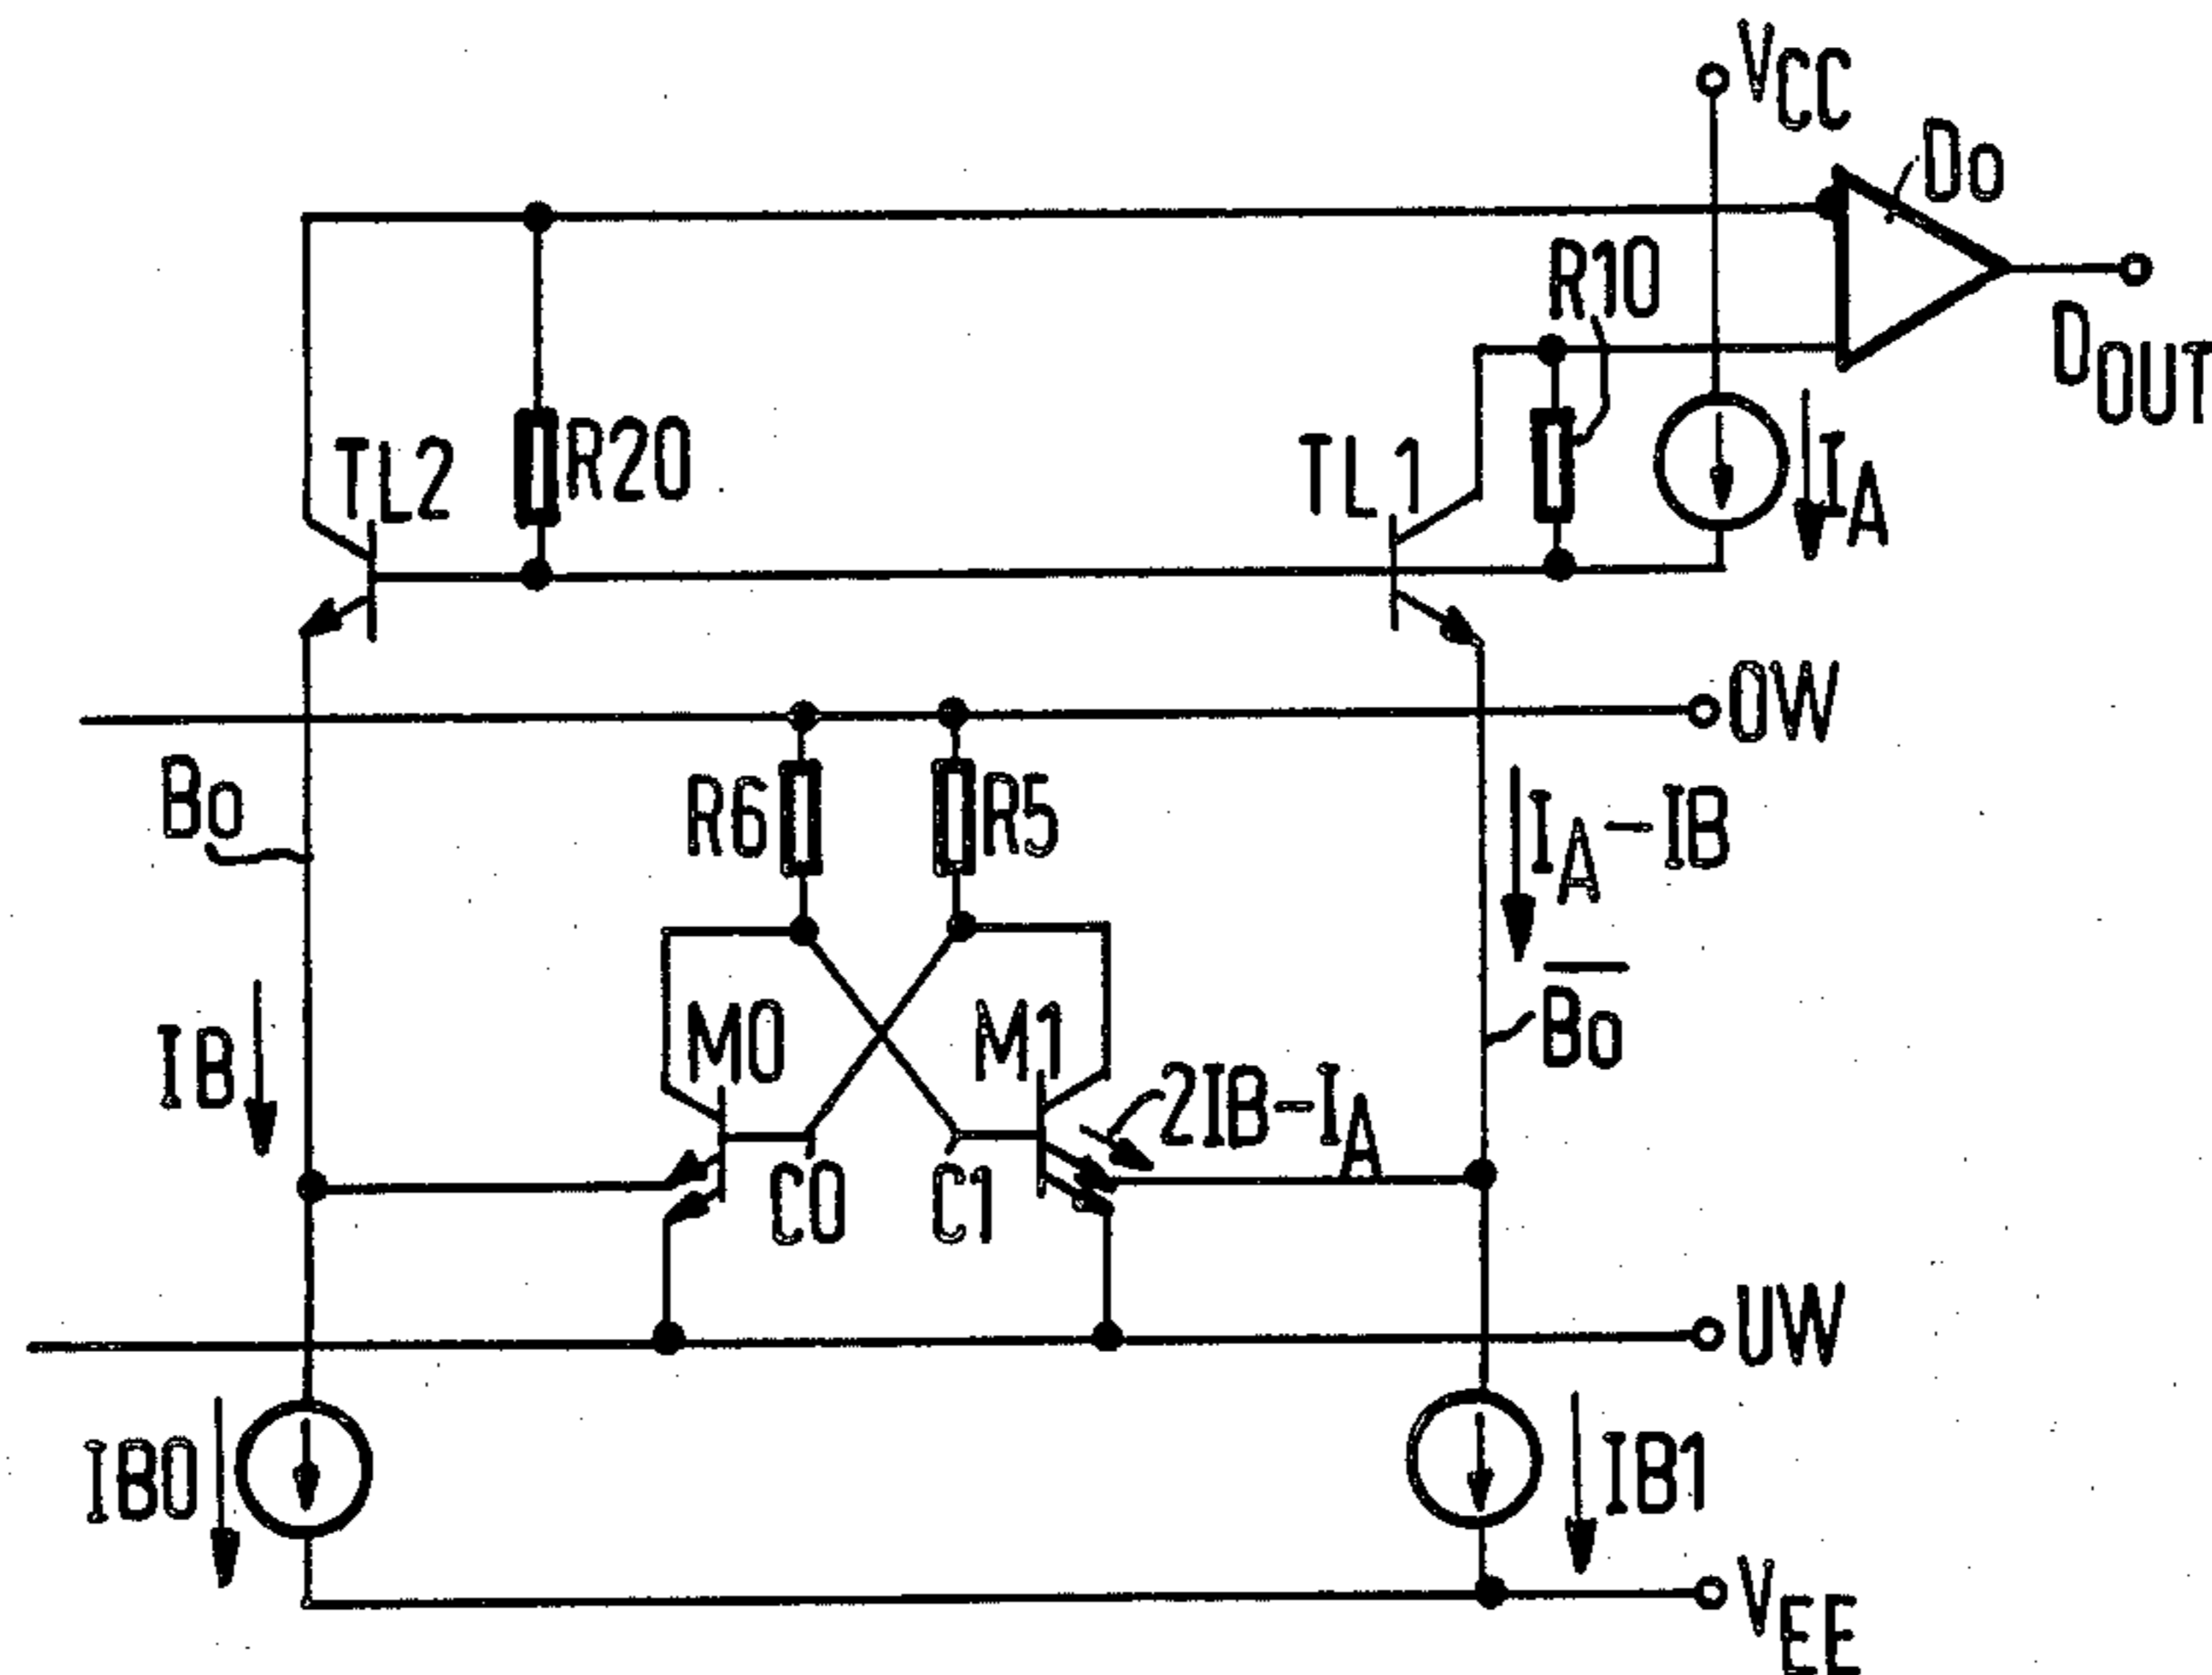 VCC
Do
R10
DOUT
TL2
R20
TL1
IA
OW
Bo
R6
R5
IA-IB
M0
M1
B̅o̅
IB
2IB-IA
C0
C1
UW
IB0
IB1
VEE